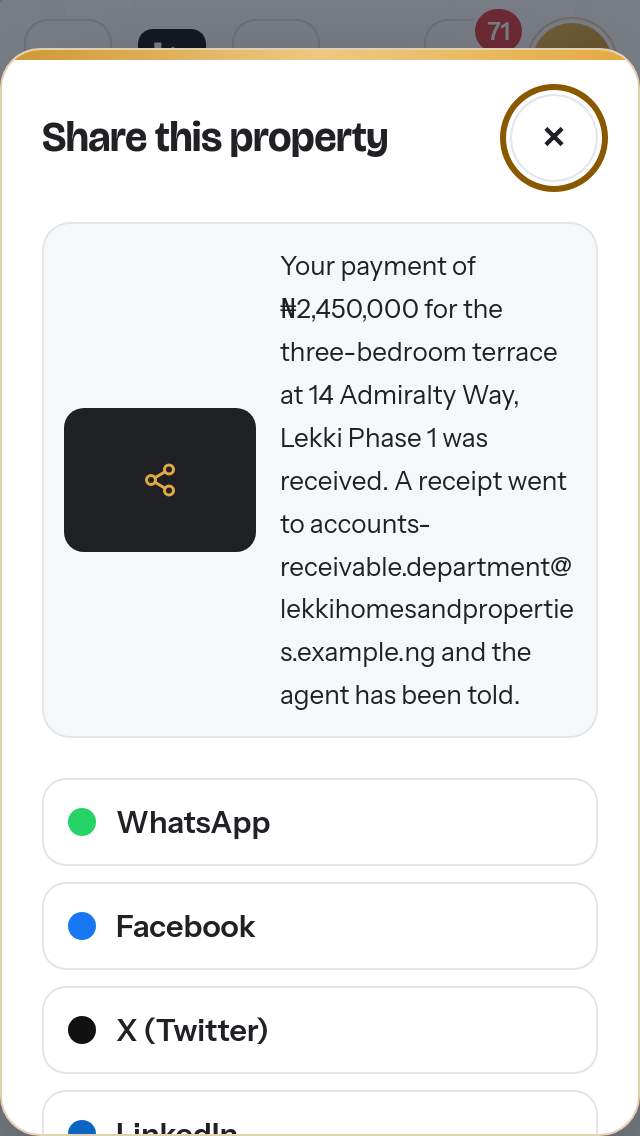 71
Share this property
Your payment of
₦2,450,000 for the
three-bedroom terrace
at 14 Admiralty Way,
Lekki Phase 1 was
received. A receipt went
to accounts-
receivable.department@
lekkihomesandpropertie
s.example.ng and the
agent has been told.
WhatsApp
Facebook
X (Twitter)
LinkedIn